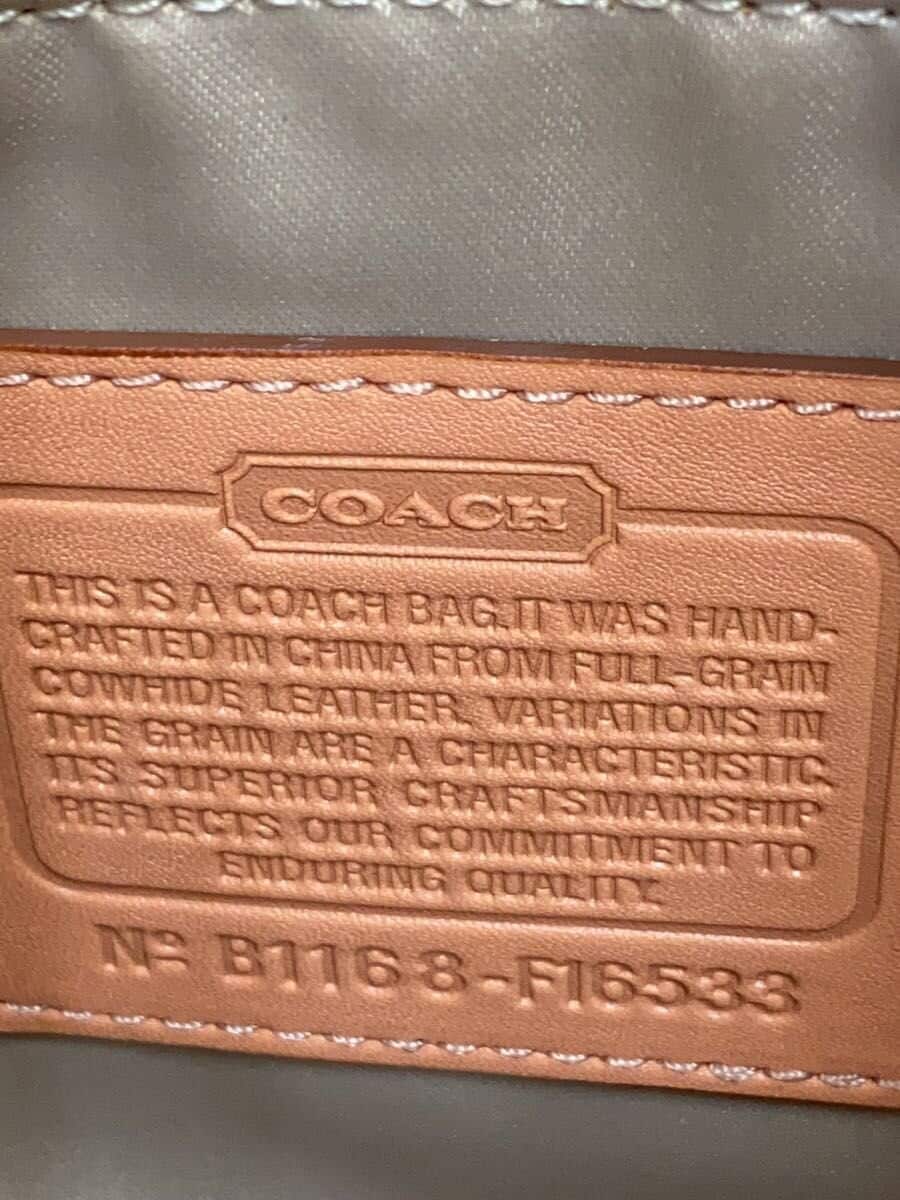 COACH
THIS IS A COACH BAG. IT WAS HAND-
CRAFTED IN CHINA FROM FULL-GRAIN
COWHIDE LEATHER. VARIATIONS IN
THE GRAIN ARE A CHARACTERISTIC.
ITS SUPERIOR CRAFTSMANSHIP
REFLECTS OUR COMMITMENT TO
ENDURING QUALITY.
Nº B1168-F16533